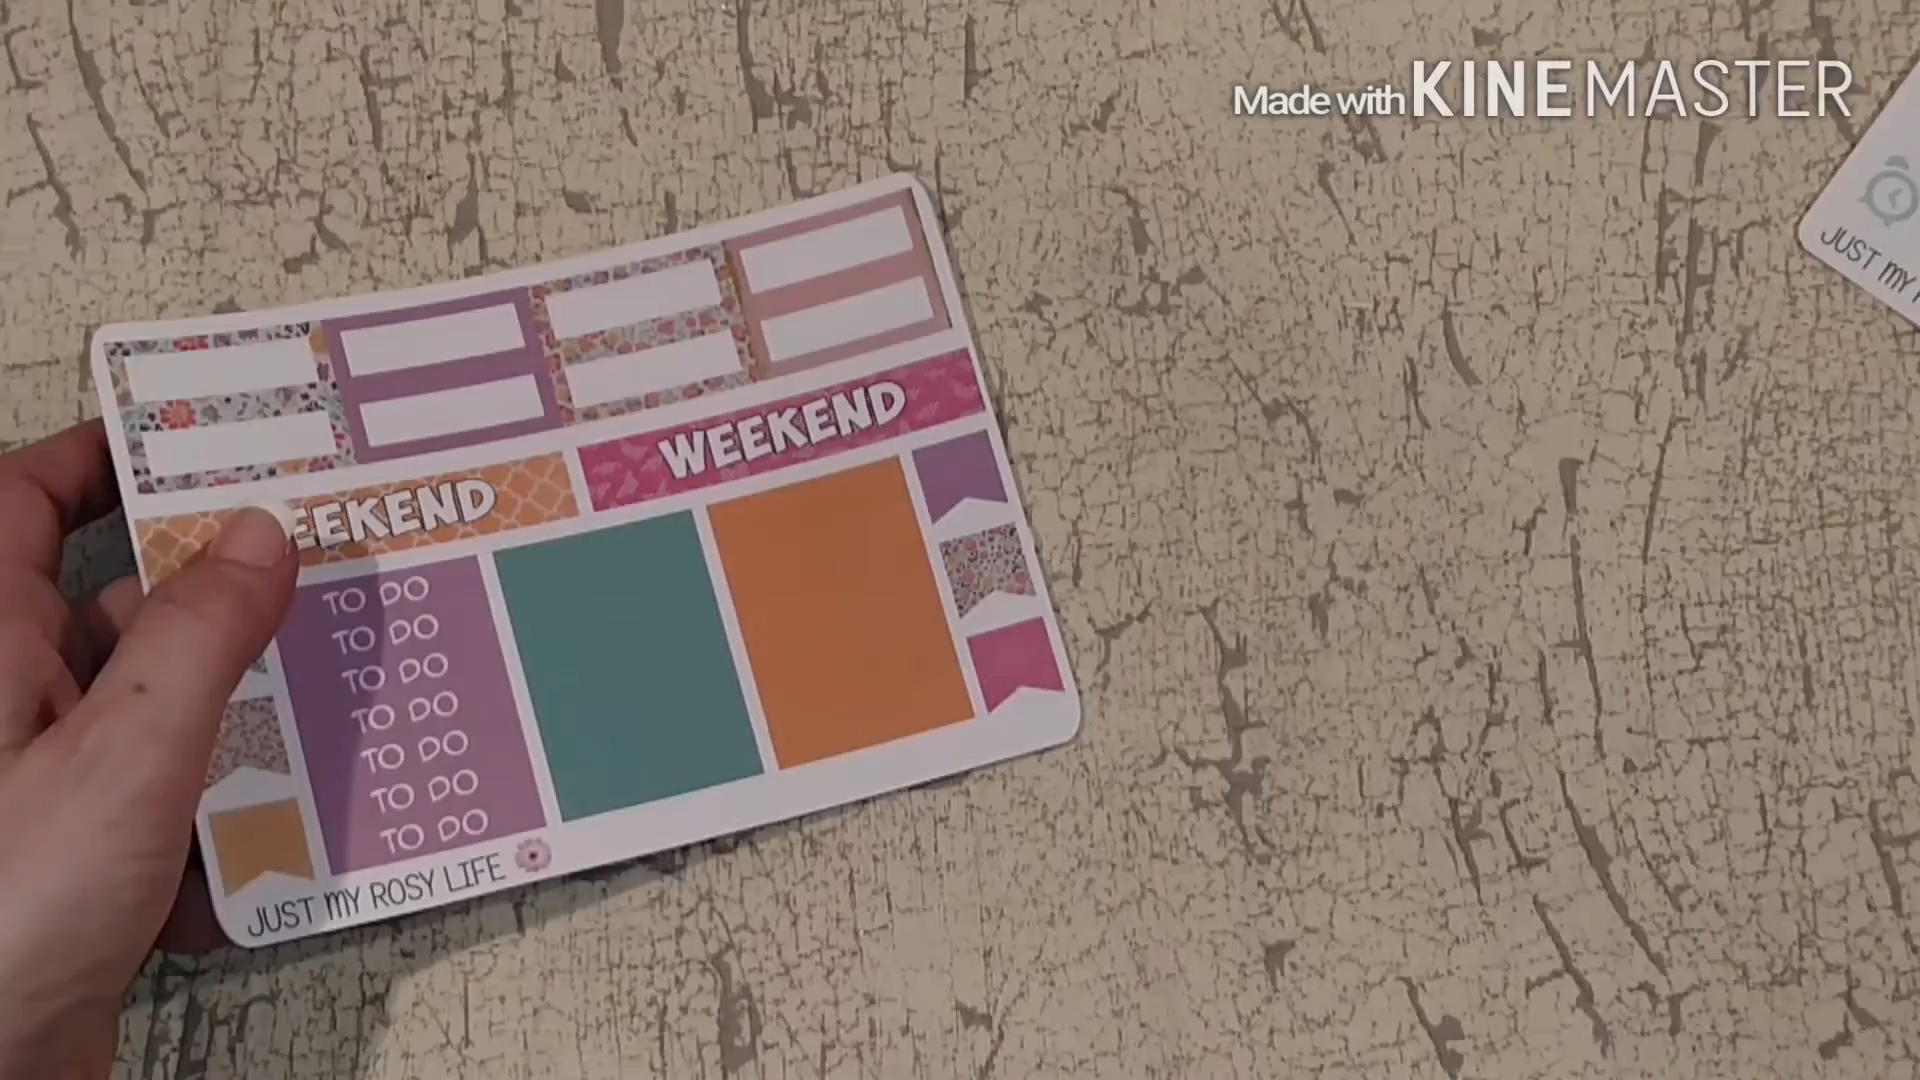 Made with KINEMASTER
WEEKEND
EEKEND
TO DO
TO DO
TO DO
TO DO
TO DO
TO DO
TO DO
JUST MY ROSY LIFE
JUST MY